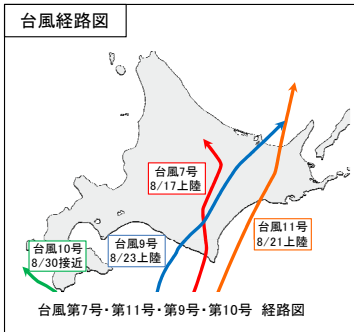 台風経路図
台風7号
8/17上陸
台風11号
8/21上陸
台風10号
8/30接近
台風9号
8/23上陸
台風第7号・第11号・第9号・第10号 経路図